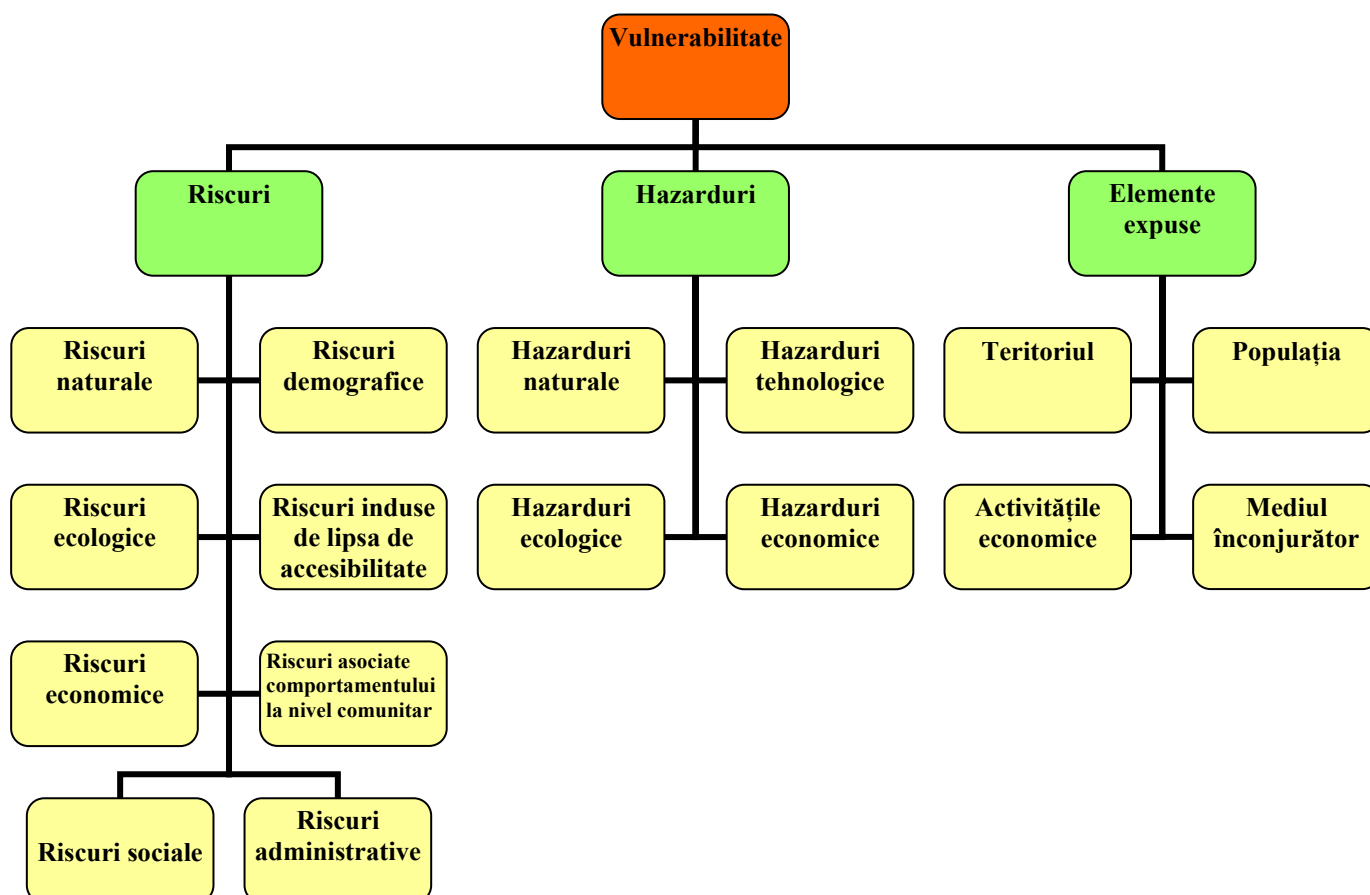 Vulnerabilitate
Riscuri
Hazarduri
Elemente
expuse
Riscuri
naturale
Riscuri
demografice
Hazarduri
naturale
Hazarduri
tehnologice
Teritoriul
Populația
Riscuri
ecologice
Riscuri induse
de lipsa de
accesibilitate
Hazarduri
ecologice
Hazarduri
economice
Activitățile
economice
Mediul
înconjurător
Riscuri
economice
Riscuri asociate
comportamentului
la nivel comunitar
Riscuri sociale
Riscuri
administrative